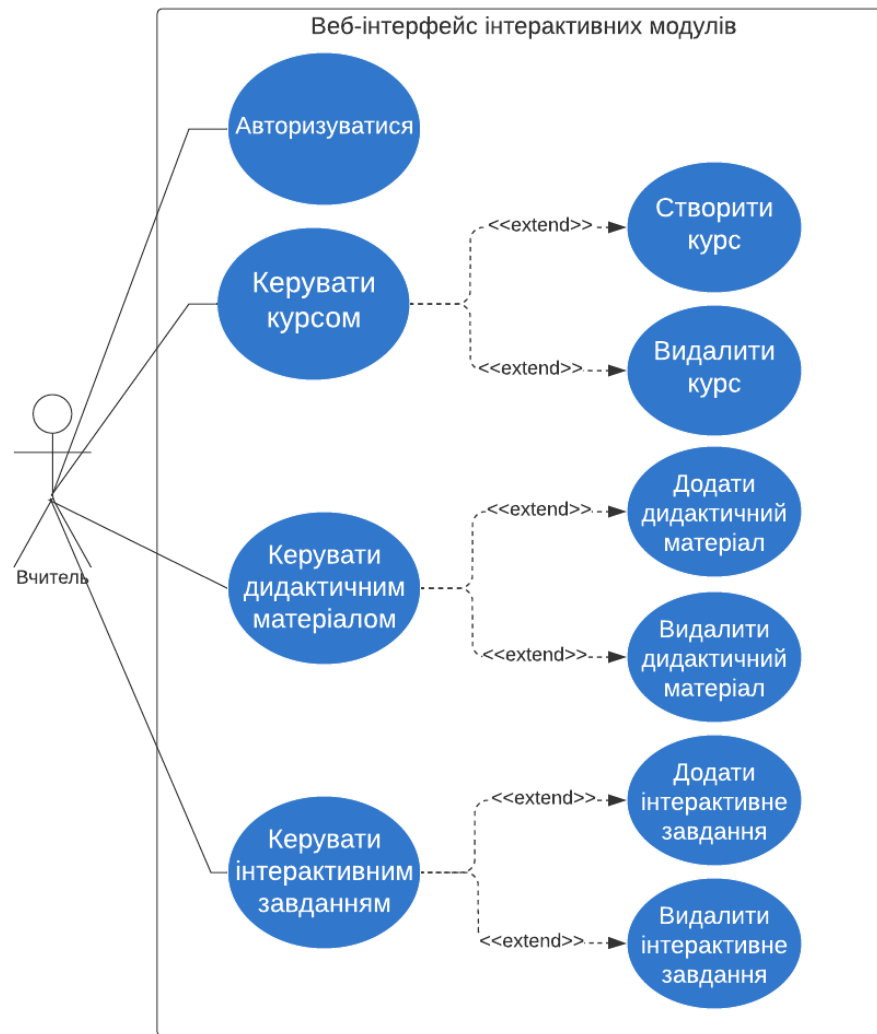 Веб-інтерфейс інтерактивних модулів
Авторизуватися
Керувати
курсом
<<extend>>
Створити
курс
<<extend>>
Видалити
курс
Вчитель
Керувати
дидактичним
матеріалом
<<extend>>
Додати
дидактичний
матеріал
<<extend>>
Видалити
дидактичний
матеріал
Керувати
інтерактивним
завданням
<<extend>>
Додати
інтерактивне
завдання
<<extend>>
Видалити
інтерактивне
завдання